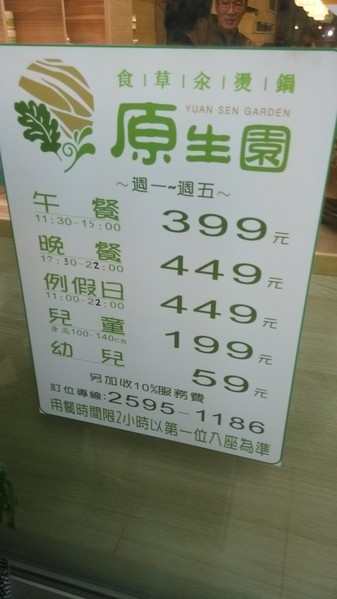 食|草|汆|燙|鍋
原生園
YUAN SEN GARDEN
~週一~週五~
午餐 399元
11:30-15:00
晚餐 449元
17:30-22:00
例假日 449元
11:00-22:00
兒童 199元
身高100-140cm
幼兒 59元
另加收10%服務費
訂位專線:2595-1186
用餐時間限2小時以第一位入座為準